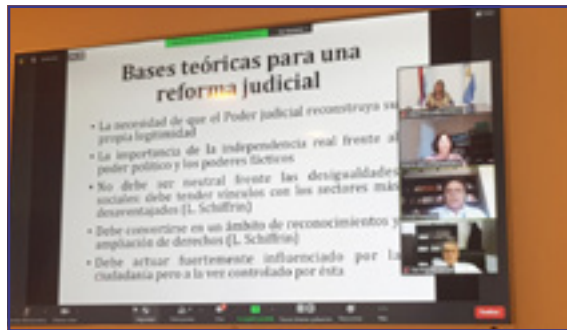 Bases teóricas para una
reforma judicial
• La necesidad de que el Poder judicial reconstruya su
propia legitimidad
• La importancia de la independencia real frente al
poder político y los poderes fácticos
• No debe ser neutral frente las desigualdades
sociales: debe tender vínculos con los sectores más
desaventajados (L. Schiffrin)
• Debe convertirse en un ámbito de reconocimientos y
ampliación de derechos (L. Schiffrin)
• Debe actuar fuertemente influenciado por la
ciudadanía pero a la vez controlado por ésta